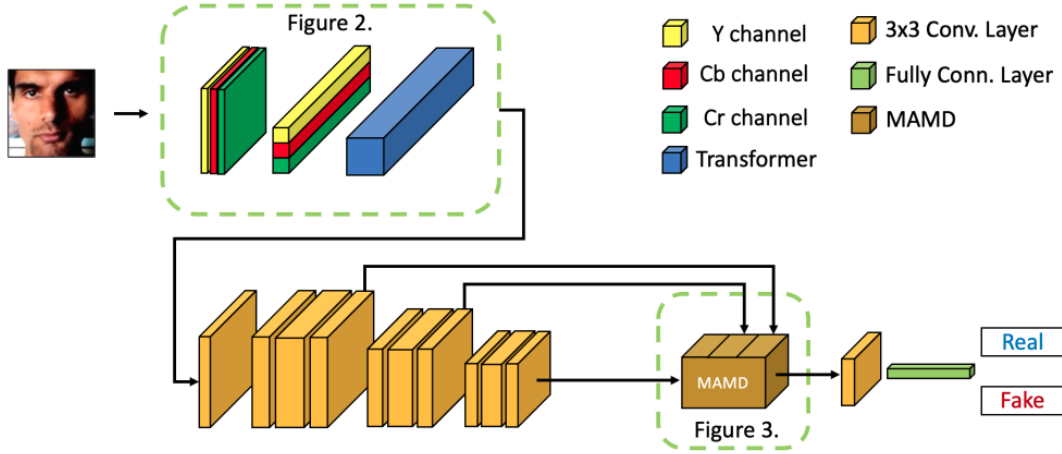 Figure 2.
Y channel
Cb channel
Cr channel
Transformer
3x3 Conv. Layer
Fully Conn. Layer
MAMD
MAMD
Figure 3.
Real
Fake